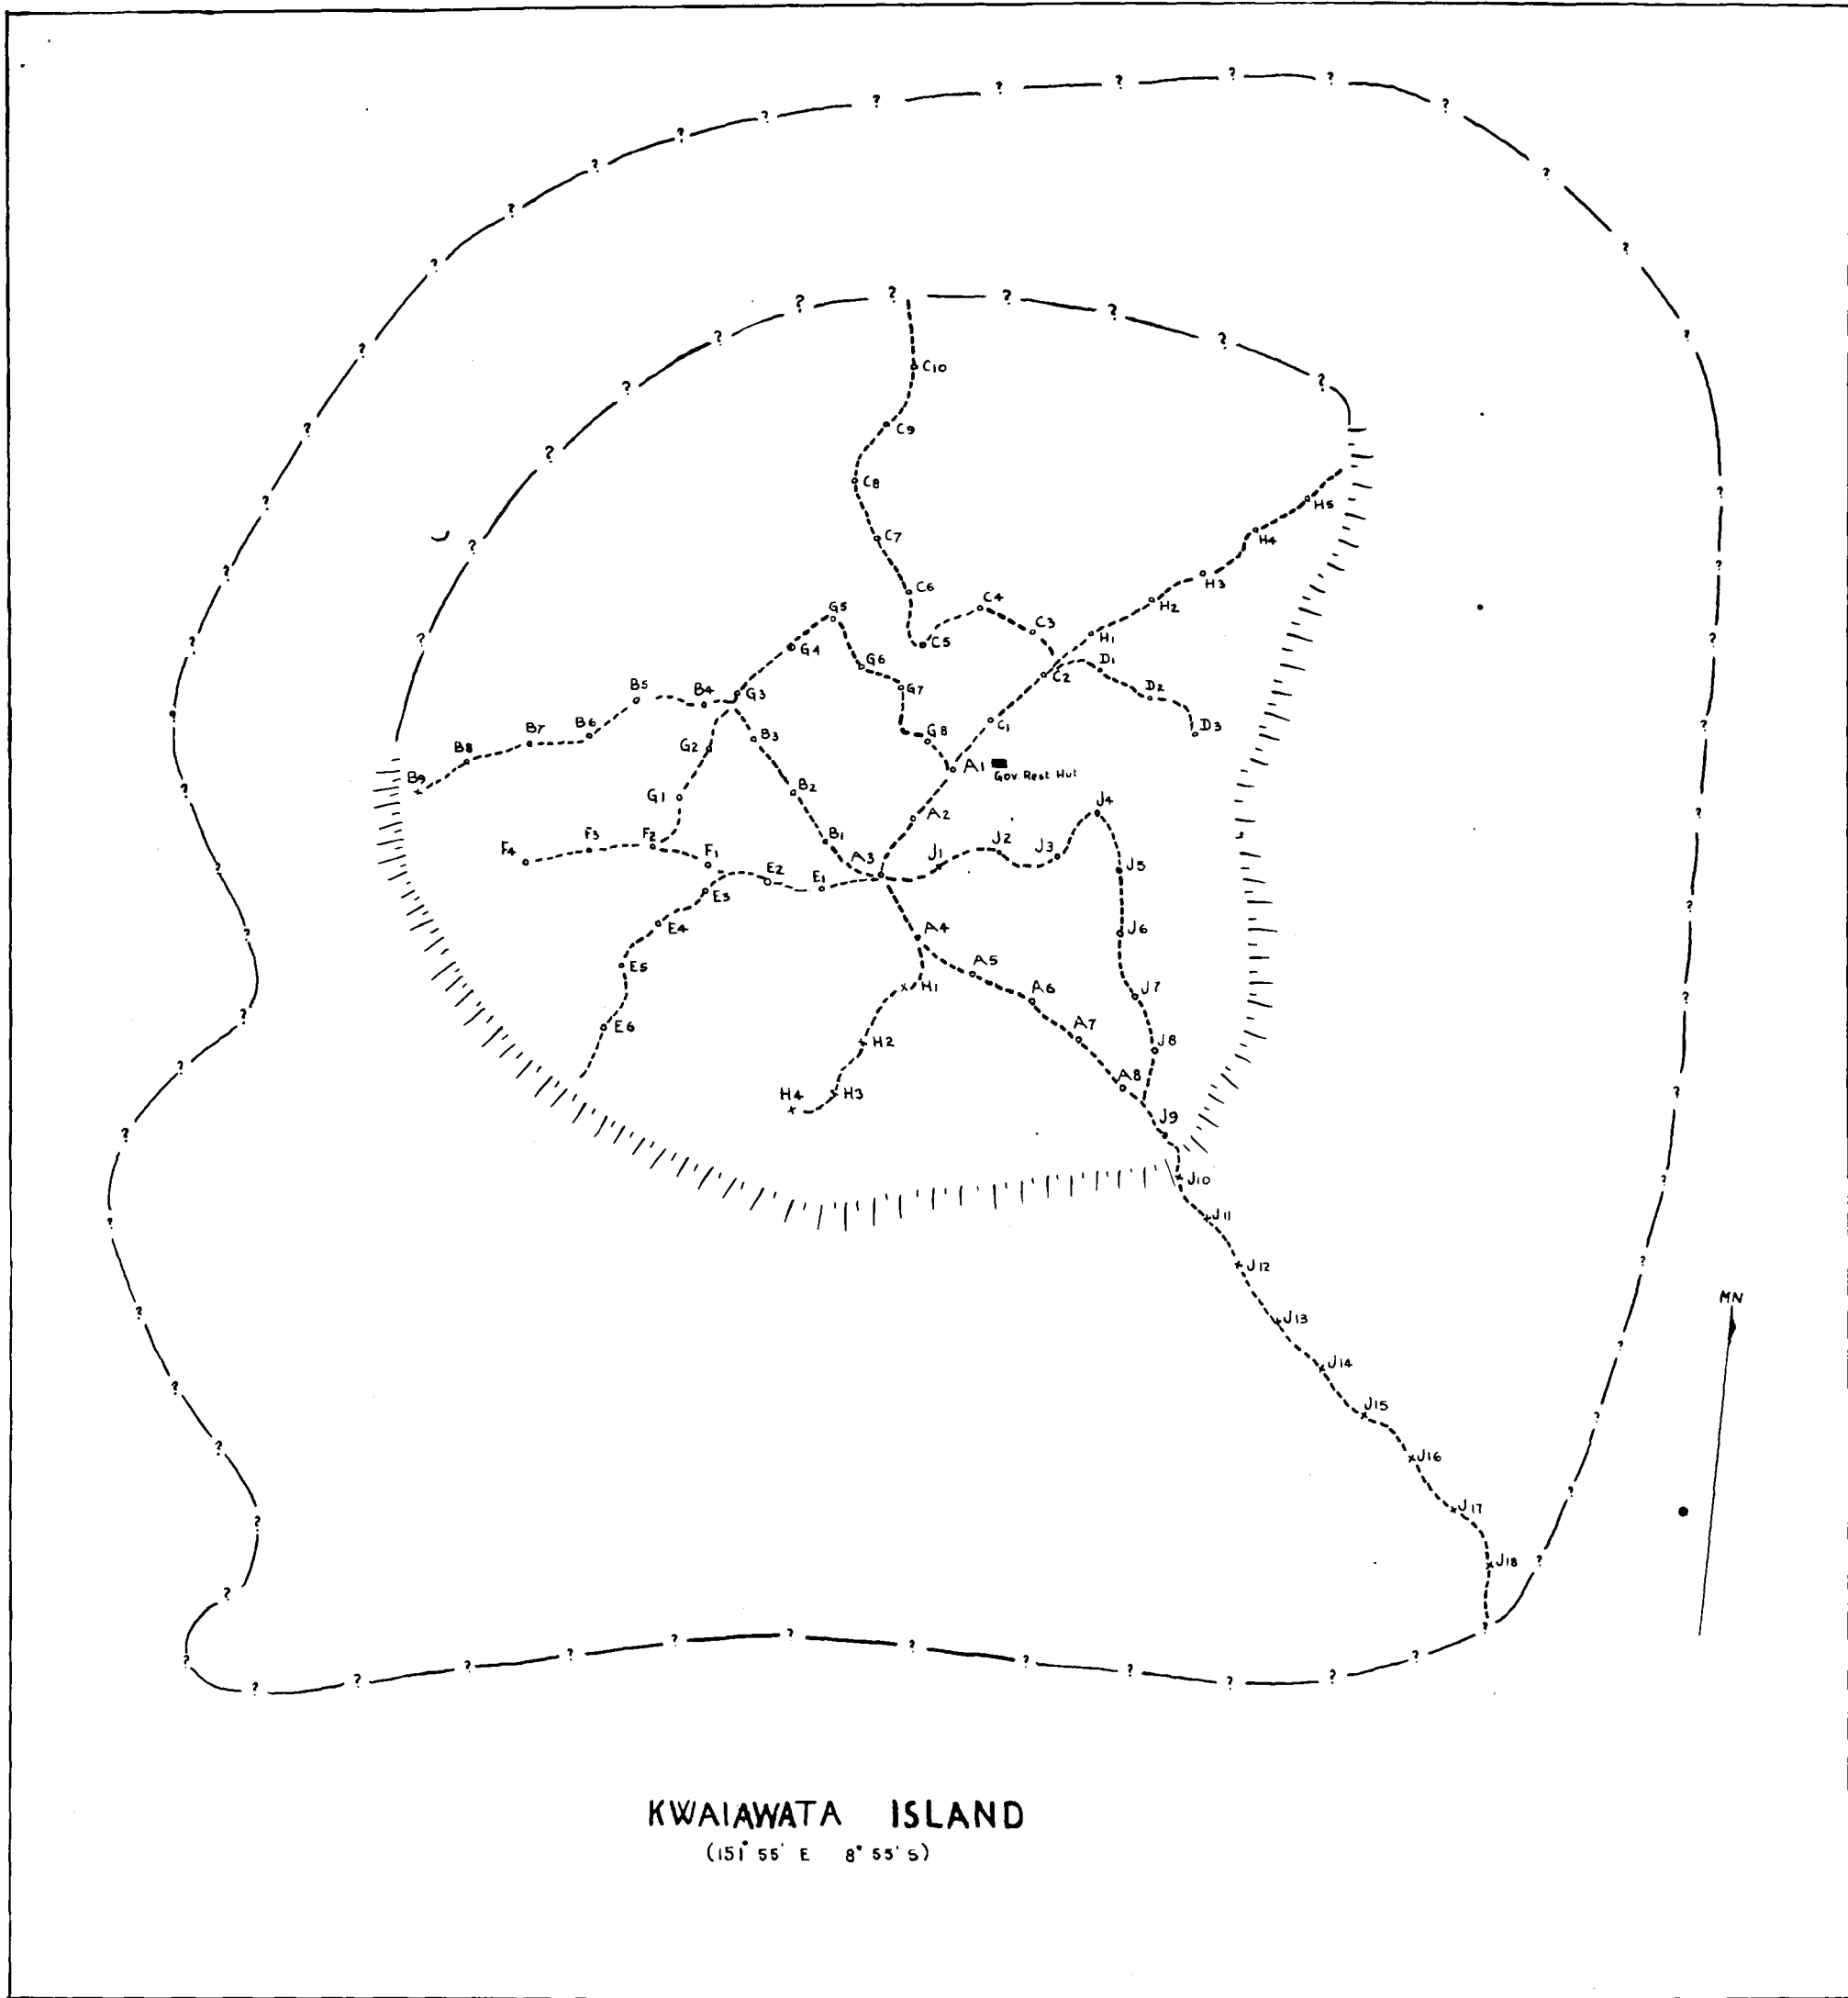 C10
C9
C8
H5
C7
H4
H3
C6
C4
H2
G5
C3
H1
G4
C5
G6
D1
C2
G7
B5
B4
G3
D2
B6
C1
D3
B7
G2
B3
G8
B8
A1
Gov. Rest Hut
B9
G1
B2
J4
A2
F4
F3
F2
F1
B1
A3
J1
J2
J3
J5
E2
E1
E3
E4
A4
J6
E5
A5
H1
A6
J7
E6
H2
A7
J8
H4
H3
A8
J9
J10
J11
J12
J13
MN
J14
J15
J16
J17
J18
KWAIAWATA ISLAND
(151° 55' E 8° 55' S)